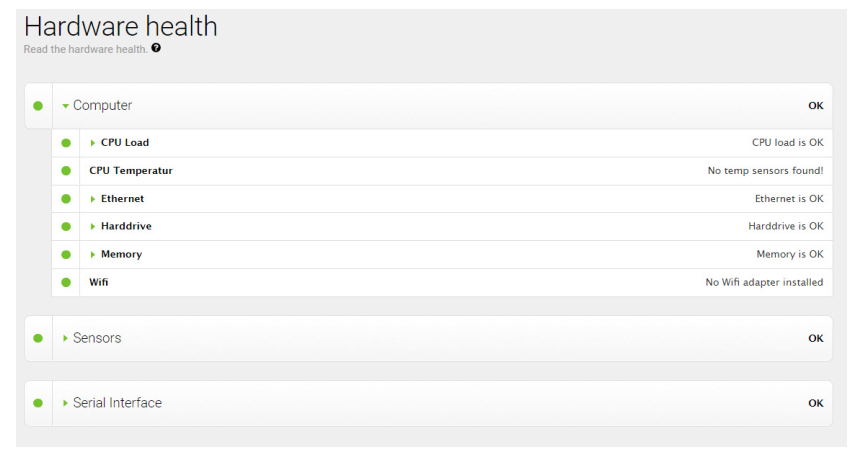 Hardware health
Read the hardware health. ?
Computer OK
CPU Load CPU load is OK
CPU Temperatur No temp sensors found!
Ethernet Ethernet is OK
Harddrive Harddrive is OK
Memory Memory is OK
Wifi No Wifi adapter installed
Sensors OK
Serial Interface OK